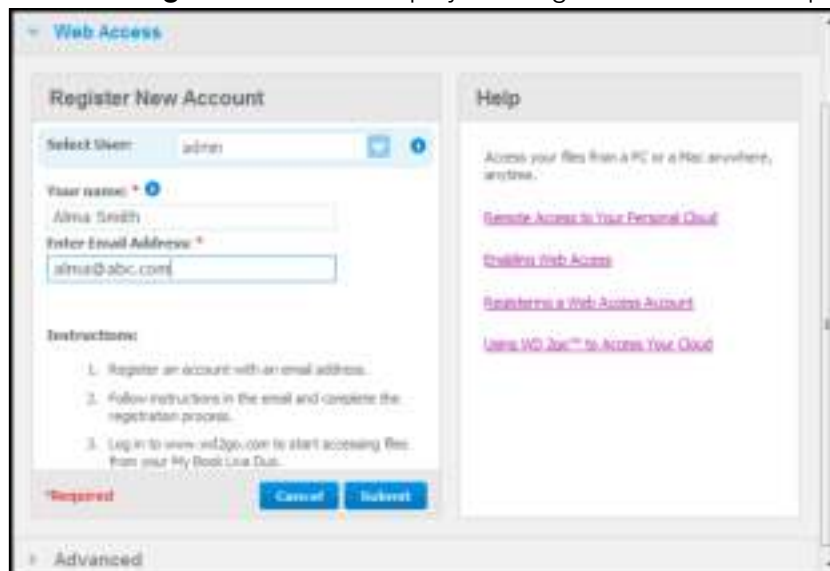 Web Access
Register New Account
Select User: admin
Your name: *
Alma Smith
Enter Email Address: *
alma@abc.com
Instructions:
1. Register an account with an email address.
2. Follow instructions in the email and complete the
registration process.
3. Log in to www.wd2go.com to start accessing files
from your My Book Live Duo.
*Required
Cancel Submit
Help
Access your files from a PC or a Mac anywhere,
anytime.
Remote Access to Your Personal Cloud
Enabling Web Access
Registering a Web Access Account
Using WD 2go™ to Access Your Cloud
Advanced